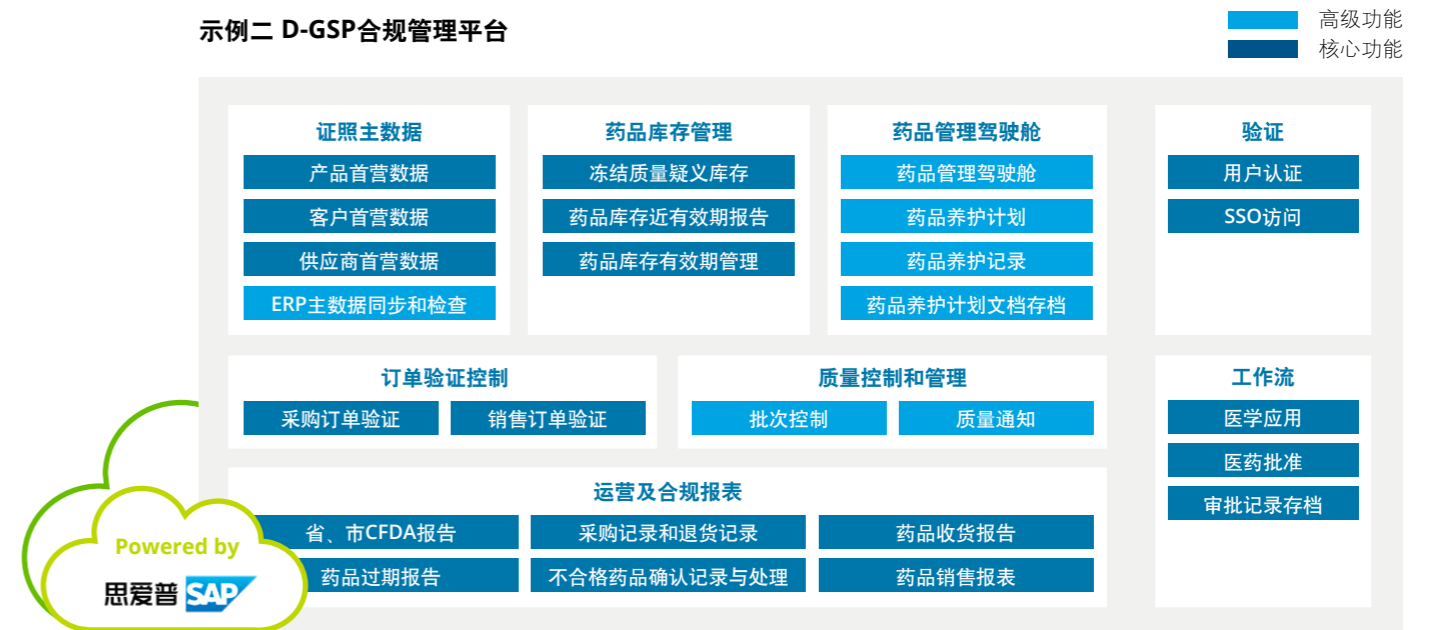 示例二 D-GSP合规管理平台
高级功能
核心功能
证照主数据
产品首营数据
客户首营数据
供应商首营数据
ERP主数据同步和检查
药品库存管理
冻结质量疑义库存
药品库存近有效期报告
药品库存有效期管理
药品管理驾驶舱
药品管理驾驶舱
药品养护计划
药品养护记录
药品养护计划文档存档
验证
用户认证
SSO访问
订单验证控制
采购订单验证
销售订单验证
质量控制和管理
批次控制
质量通知
工作流
医学应用
医药批准
审批记录存档
运营及合规报表
省、市CFDA报告
采购记录和退货记录
药品收货报告
药品过期报告
不合格药品确认记录与处理
药品销售报表
Powered by
思爱普 SAP